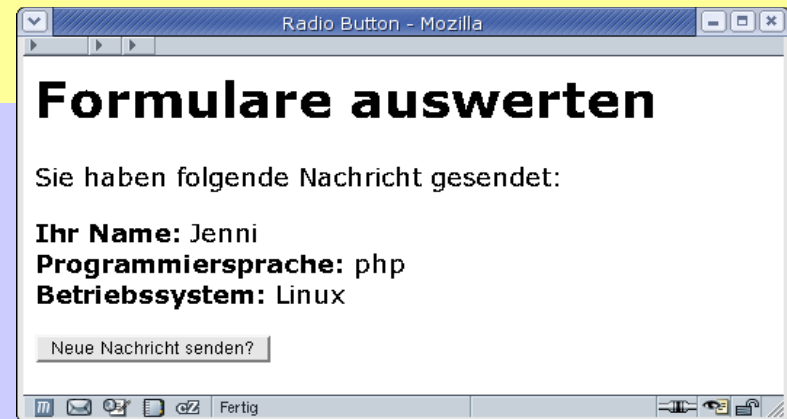 Radio Button - Mozilla
Formulare auswerten
Sie haben folgende Nachricht gesendet:
Ihr Name: Jenni
Programmiersprache: php
Betriebssystem: Linux
Neue Nachricht senden?
Fertig